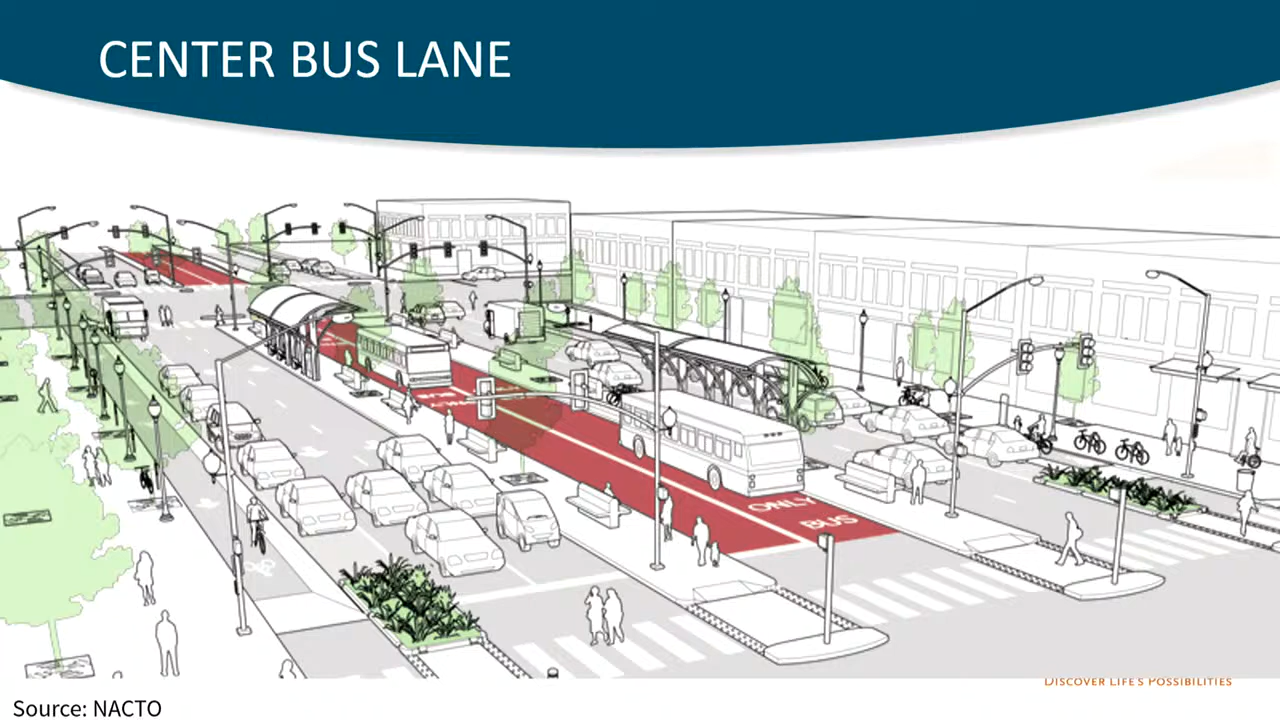 CENTER BUS LANE
ONLY
BUS
DISCOVER LIFE'S POSSIBILITIES
Source: NACTO